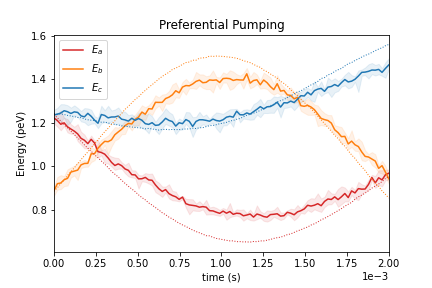 Preferential Pumping
Energy (peV)
1.6
1.4
1.2
1.0
0.8
E_a
E_b
E_c
0.00 0.25 0.50 0.75 1.00 1.25 1.50 1.75 2.00
time (s)
1e−3